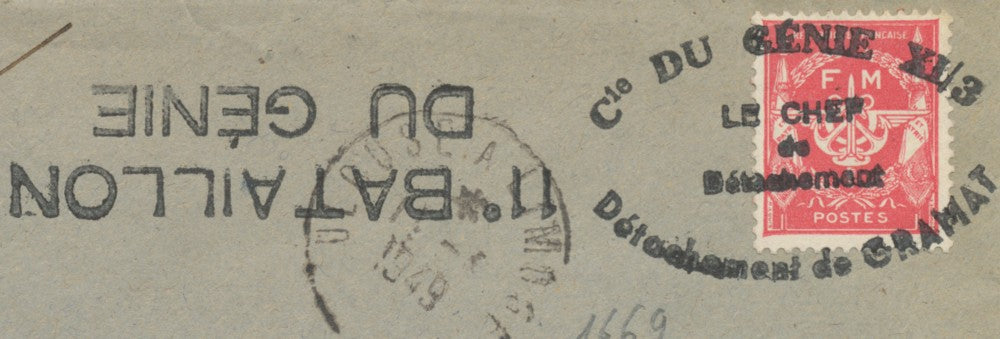 11e BATAILLON
DU GÉNIE
Cie DU GÉNIE XI/3
LE CHEF
de
Détachement
Détachement de GRAMAT
F M
POSTES
1949
1669